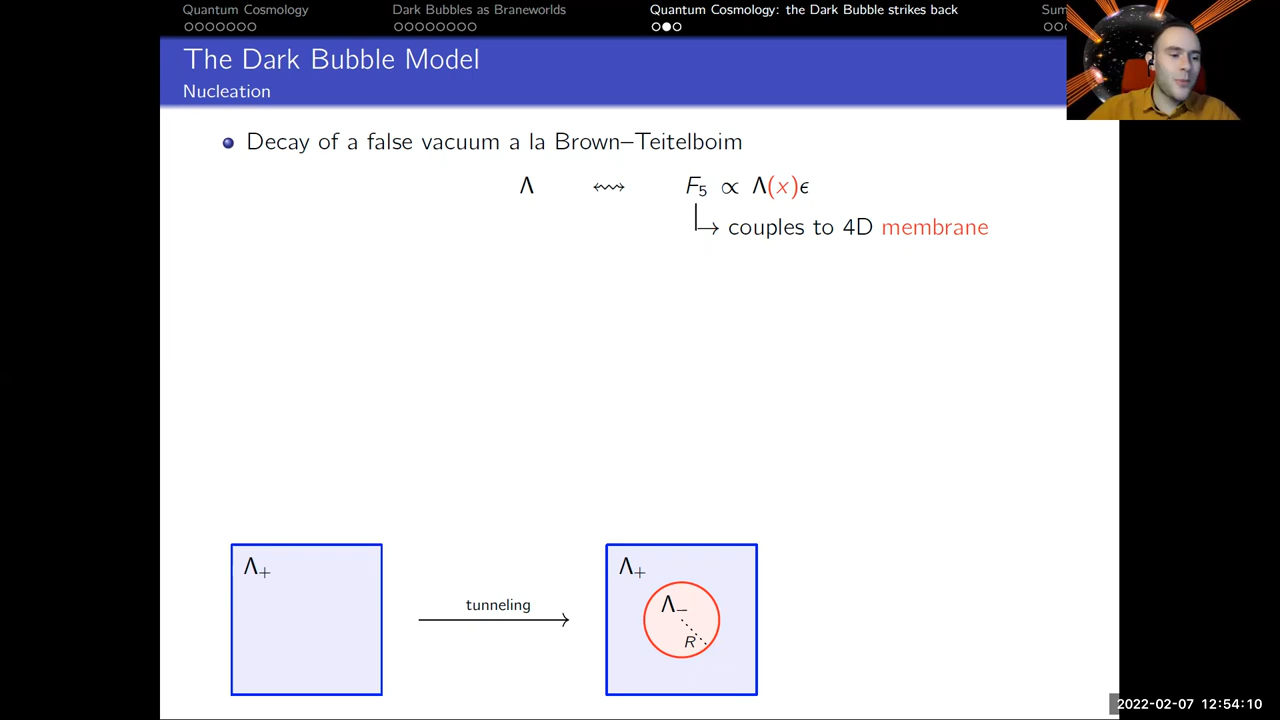 Quantum Cosmology
Dark Bubbles as Braneworlds
Quantum Cosmology: the Dark Bubble strikes back
Sum
The Dark Bubble Model
Nucleation
Decay of a false vacuum a la Brown–Teitelboim
Λ ↭ F₅ ∝ Λ(x)ϵ
↳ couples to 4D membrane
Λ₊
tunneling
Λ₊
Λ₋
R
2022-02-07 12:54:10